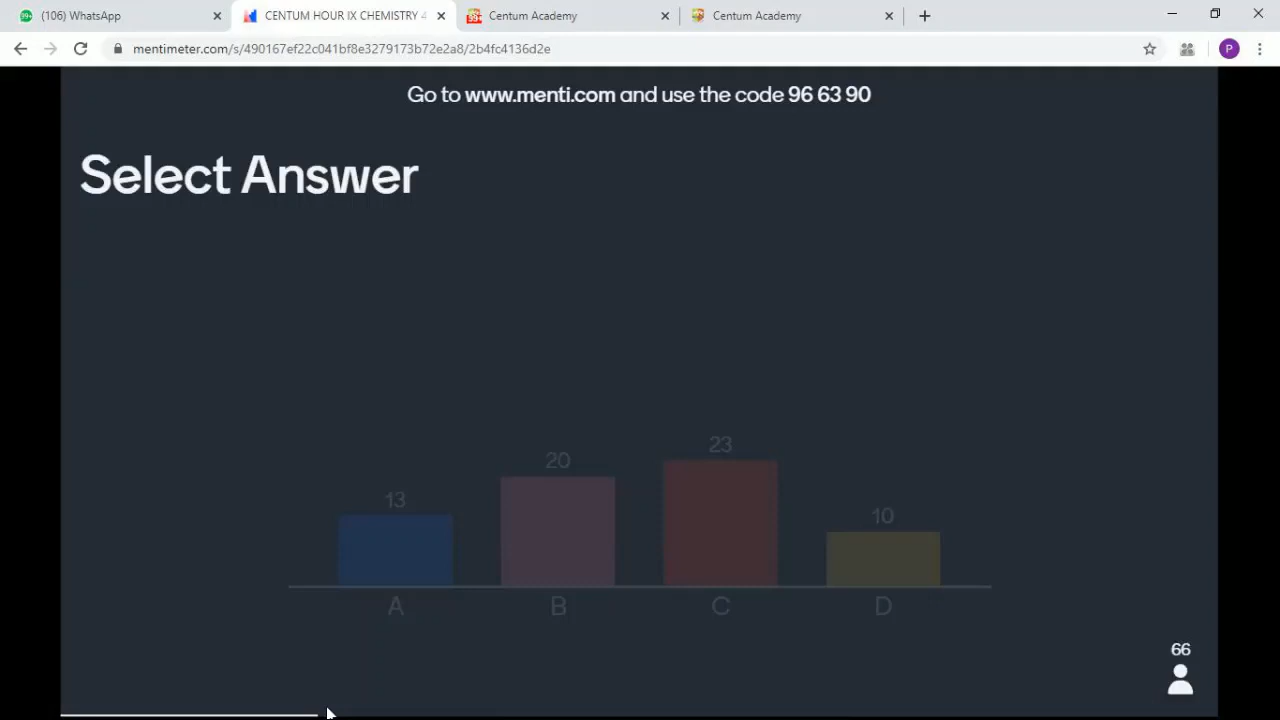 (106) WhatsApp
CENTUM HOUR IX CHEMISTRY 4
99+
Centum Academy
Centum Academy
mentimeter.com/s/490167ef22c041bf8e3279173b72e2a8/2b4fc4136d2e
P
Go to www.menti.com and use the code 96 63 90
Select Answer
13
20
23
10
A
B
C
D
66